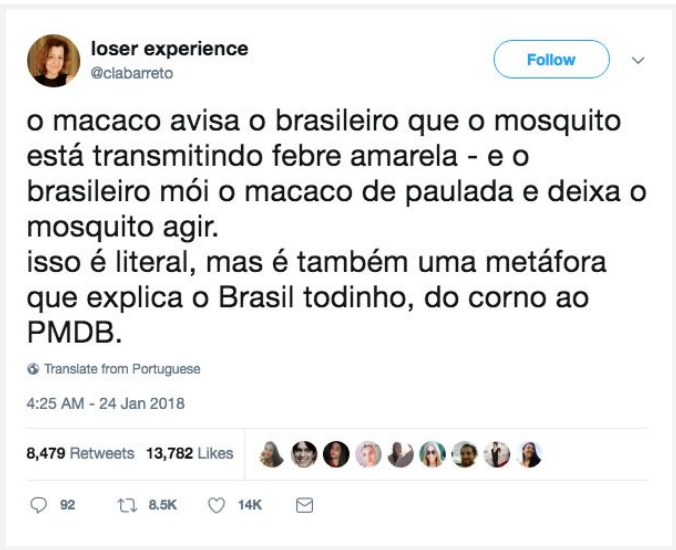 loser experience
@clabarreto
Follow
o macaco avisa o brasileiro que o mosquito
está transmitindo febre amarela - e o
brasileiro mói o macaco de paulada e deixa o
mosquito agir.
isso é literal, mas é também uma metáfora
que explica o Brasil todinho, do corno ao
PMDB.
Translate from Portuguese
4:25 AM - 24 Jan 2018
8,479 Retweets 13,782 Likes
92 8.5K 14K